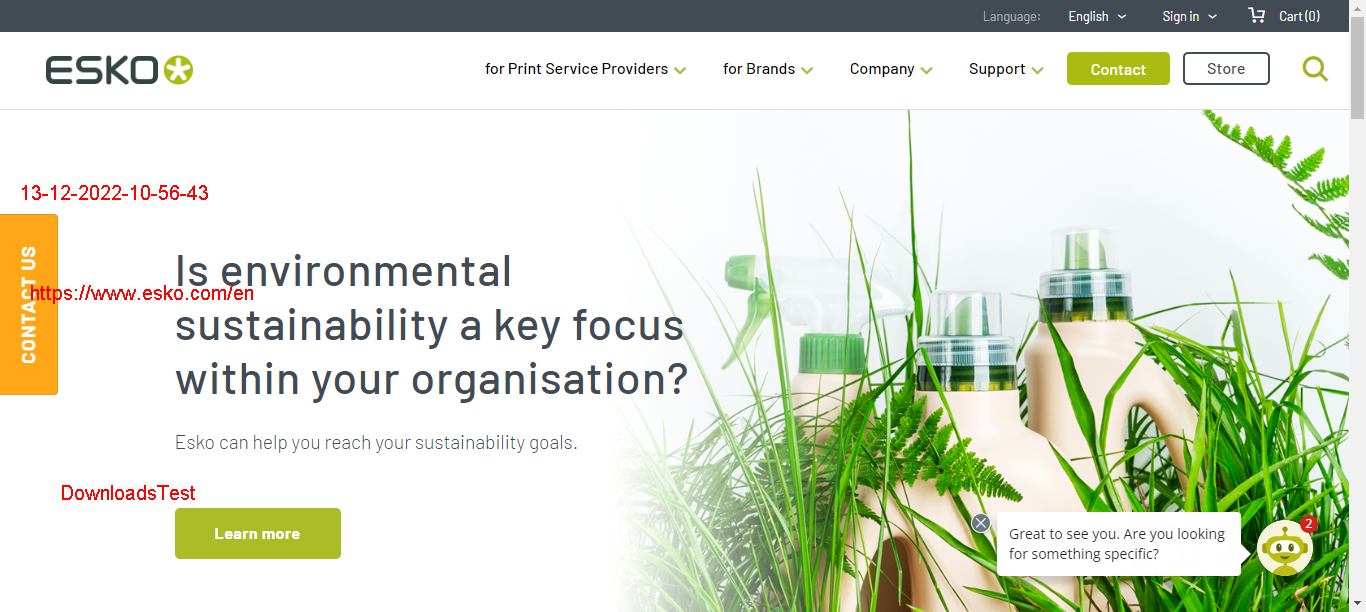 Language: English Sign in Cart (0)
ESKO
for Print Service Providers for Brands Company Support Contact Store
13-12-2022-10-56-43
CONTACT US
Is environmental
https://www.esko.com/en
sustainability a key focus
within your organisation?
Esko can help you reach your sustainability goals.
DownloadsTest
Learn more
2
Great to see you. Are you looking
for something specific?